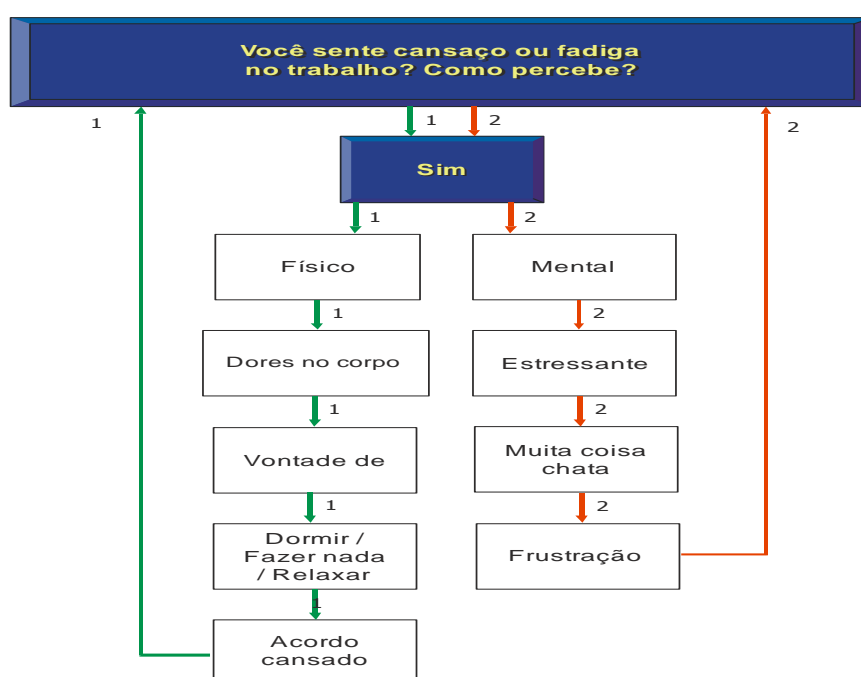 Você sente cansaço ou fadiga
no trabalho? Como percebe?
1
1
2
2
Sim
1
2
Físico
Mental
1
2
Dores no corpo
Estressante
1
2
Vontade de
Muita coisa
chata
1
2
Dormir /
Fazer nada
/ Relaxar
Frustração
1
Acordo
cansado